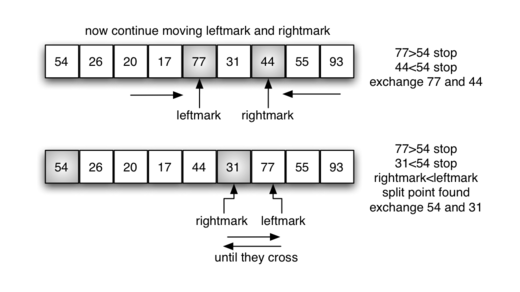 now continue moving leftmark and rightmark
54 26 20 17 77 31 44 55 93
leftmark rightmark
77>54 stop
44<54 stop
exchange 77 and 44
54 26 20 17 44 31 77 55 93
rightmark leftmark
until they cross
77>54 stop
31<54 stop
rightmark<leftmark
split point found
exchange 54 and 31